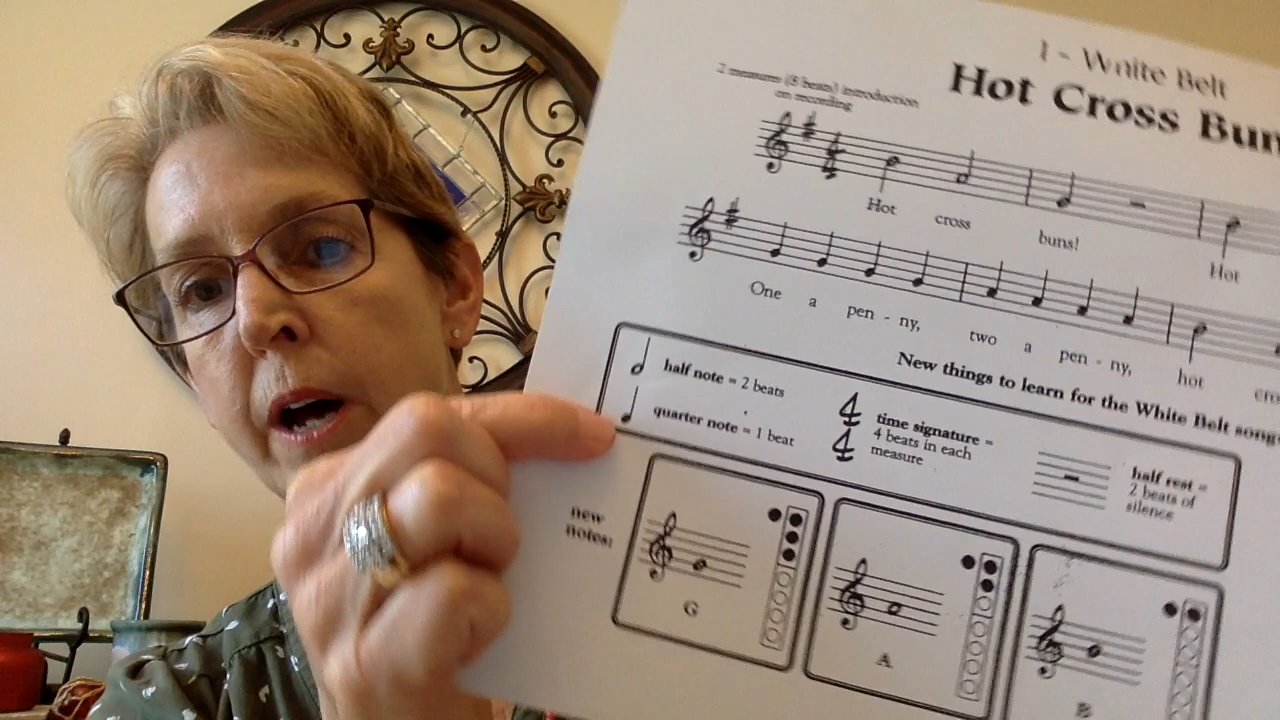 1 - White Belt
Hot Cross Bun
2 measures (8 beats) introduction
on recording
Hot cross buns! Hot
One a pen - ny, two a pen - ny, hot
New things to learn for the White Belt song
half note = 2 beats
quarter note = 1 beat
4
4
time signature =
4 beats in each
measure
half rest =
2 beats of
silence
new
notes:
G
A
B